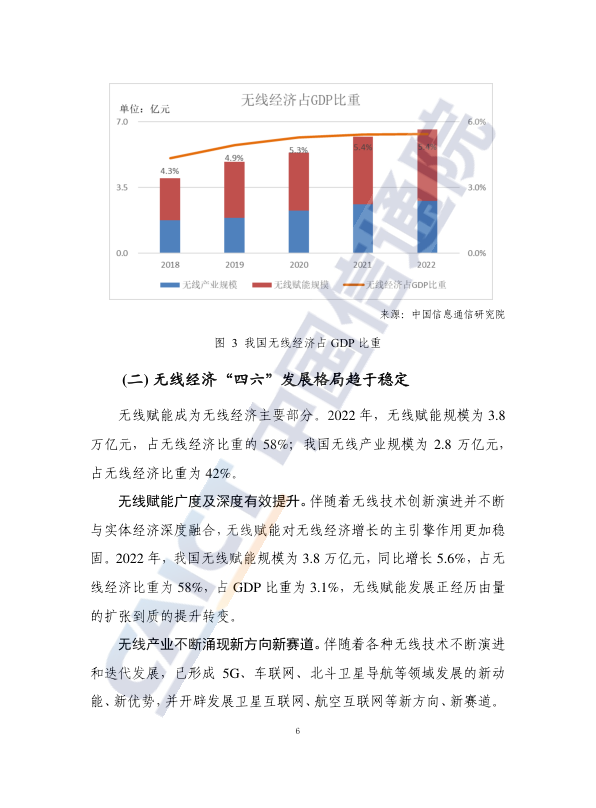 无线经济占GDP比重
单位：亿元
7.0
6.0%
5.4%
5.4%
5.3%
4.9%
4.3%
3.5
3.0%
0.0
0.0%
2018
2019
2020
2021
2022
无线产业规模
无线赋能规模
无线经济占GDP比重
来源：中国信息通信研究院
图 3 我国无线经济占 GDP 比重
(二) 无线经济“四六”发展格局趋于稳定
无线赋能成为无线经济主要部分。2022 年，无线赋能规模为 3.8
万亿元，占无线经济比重的 58%；我国无线产业规模为 2.8 万亿元，
占无线经济比重为 42%。
无线赋能广度及深度有效提升。伴随着无线技术创新演进并不断
与实体经济深度融合，无线赋能对无线经济增长的主引擎作用更加稳
固。2022 年，我国无线赋能规模为 3.8 万亿元，同比增长 5.6%，占无
线经济比重为 58%，占 GDP 比重为 3.1%，无线赋能发展正经历由量
的扩张到质的提升转变。
无线产业不断涌现新方向新赛道。伴随着各种无线技术不断演进
和迭代发展，已形成 5G、车联网、北斗卫星导航等领域发展的新动
能、新优势，并开辟发展卫星互联网、航空互联网等新方向、新赛道。
6
CAICT 中国信通院